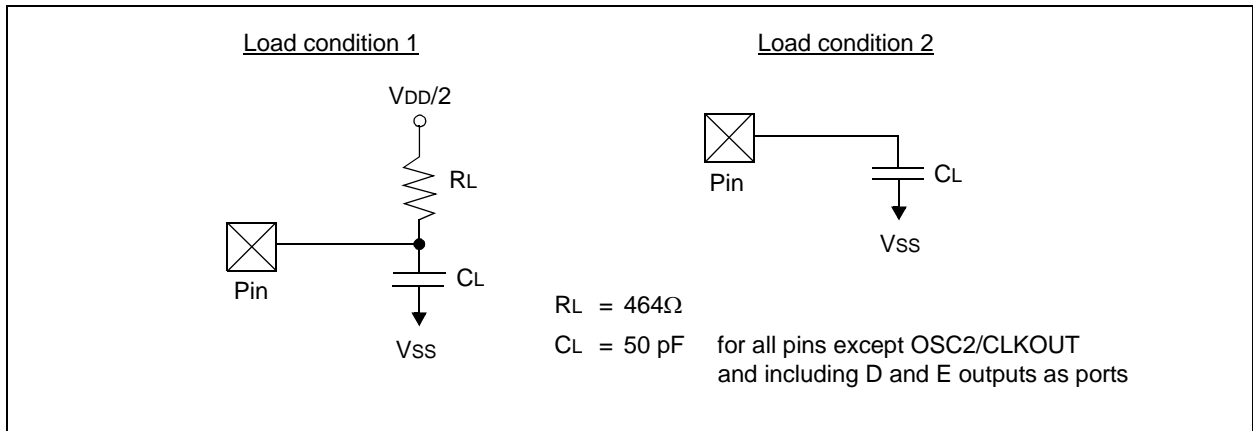 Load condition 1
VDD/2
RL
Pin
CL
VSS
Load condition 2
Pin
CL
VSS
RL = 464Ω
CL = 50 pF for all pins except OSC2/CLKOUT
and including D and E outputs as ports